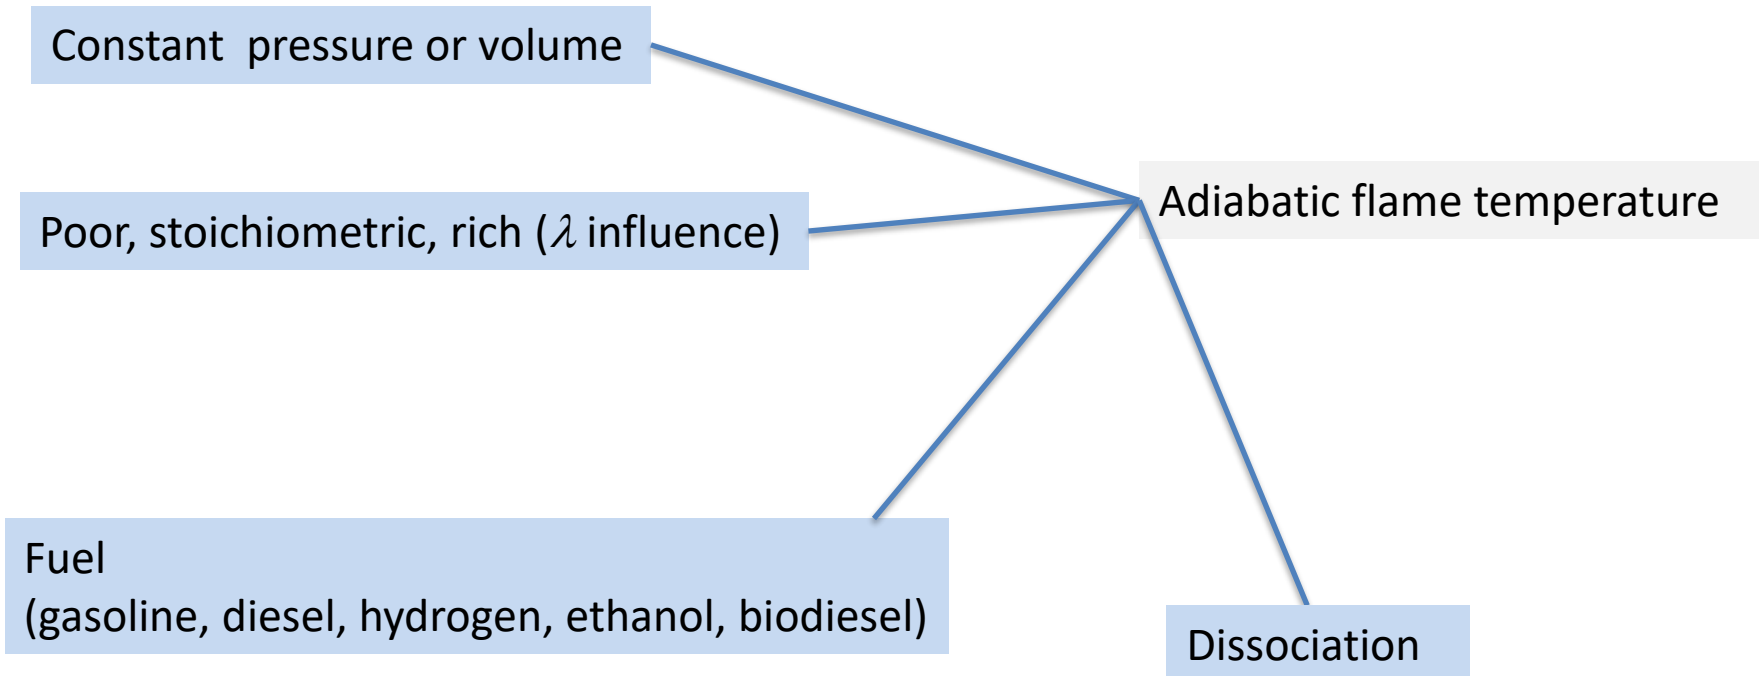 Constant pressure or volume
Adiabatic flame temperature
Poor, stoichiometric, rich (λ influence)
Fuel
(gasoline, diesel, hydrogen, ethanol, biodiesel)
Dissociation